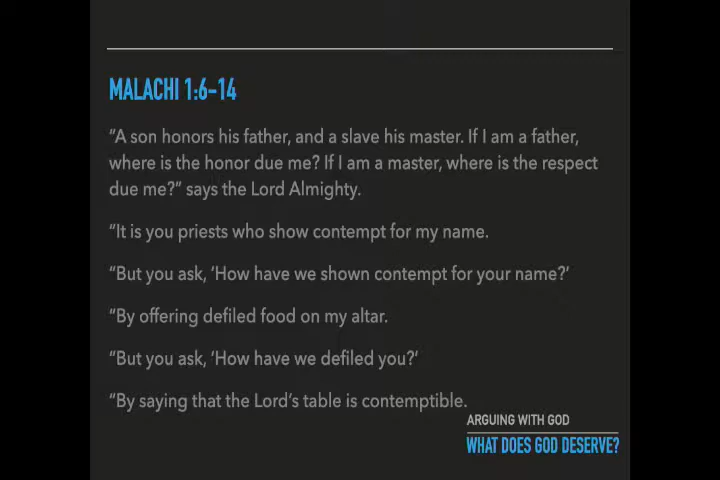 MALACHI 1:6-14
“A son honors his father, and a slave his master. If I am a father,
where is the honor due me? If I am a master, where is the respect
due me?” says the Lord Almighty.
“It is you priests who show contempt for my name.
“But you ask, ‘How have we shown contempt for your name?’
“By offering defiled food on my altar.
“But you ask, ‘How have we defiled you?’
“By saying that the Lord’s table is contemptible.
ARGUING WITH GOD
WHAT DOES GOD DESERVE?